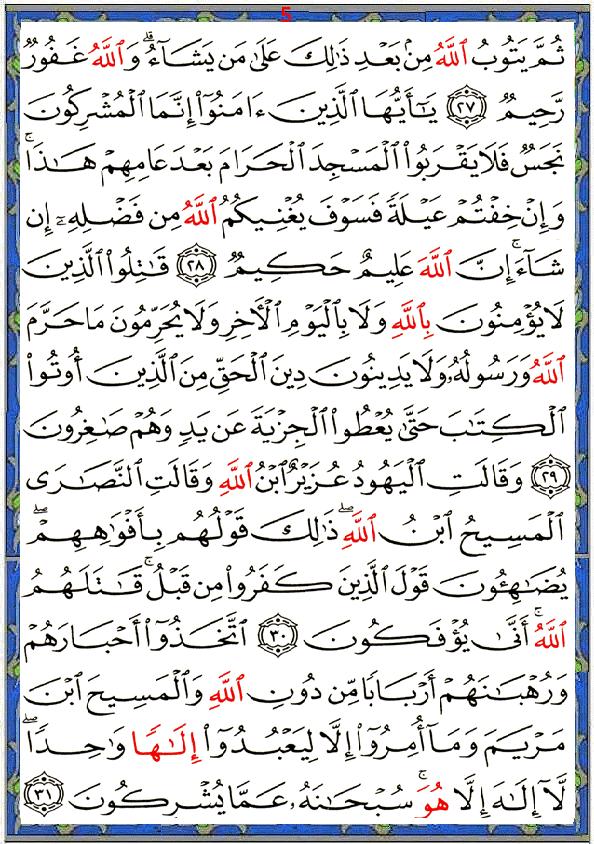 5
ثُمَّ يَتُوبُ ٱللَّهُ مِنۢ بَعۡدِ ذَٰلِكَ عَلَىٰ مَن يَشَآءُۗ وَٱللَّهُ غَفُورٞ
رَّحِيمٞ ٢٧ يَـٰٓأَيُّهَا ٱلَّذِينَ ءَامَنُوٓاْ إِنَّمَا ٱلۡمُشۡرِكُونَ
نَجَسٞ فَلَا يَقۡرَبُواْ ٱلۡمَسۡجِدَ ٱلۡحَرَامَ بَعۡدَ عَامِهِمۡ هَٰذَاۚ
وَإِنۡ خِفۡتُمۡ عَيۡلَةٗ فَسَوۡفَ يُغۡنِيكُمُ ٱللَّهُ مِن فَضۡلِهِۦٓ إِن
شَآءَۚ إِنَّ ٱللَّهَ عَلِيمٌ حَكِيمٞ ٢٨ قَٰتِلُواْ ٱلَّذِينَ
لَا يُؤۡمِنُونَ بِٱللَّهِ وَلَا بِٱلۡيَوۡمِ ٱلۡأٓخِرِ وَلَا يُحَرِّمُونَ مَا حَرَّمَ
ٱللَّهُ وَرَسُولُهُۥ وَلَا يَدِينُونَ دِينَ ٱلۡحَقِّ مِنَ ٱلَّذِينَ أُوتُواْ
ٱلۡكِتَٰبَ حَتَّىٰ يُعۡطُواْ ٱلۡجِزۡيَةَ عَن يَدٖ وَهُمۡ صَٰغِرُونَ
٢٩ وَقَالَتِ ٱلۡيَهُودُ عُزَيۡرٌ ٱبۡنُ ٱللَّهِ وَقَالَتِ ٱلنَّصَٰرَى
ٱلۡمَسِيحُ ٱبۡنُ ٱللَّهِۖ ذَٰلِكَ قَوۡلُهُم بِأَفۡوَٰهِهِمۡۖ
يُضَٰهِـُٔونَ قَوۡلَ ٱلَّذِينَ كَفَرُواْ مِن قَبۡلُۚ قَٰتَلَهُمُ
ٱللَّهُۖ أَنَّىٰ يُؤۡفَكُونَ ٣٠ ٱتَّخَذُوٓاْ أَحۡبَارَهُمۡ
وَرُهۡبَٰنَهُمۡ أَرۡبَابٗا مِّن دُونِ ٱللَّهِ وَٱلۡمَسِيحَ ٱبۡنَ
مَرۡيَمَ وَمَآ أُمِرُوٓاْ إِلَّا لِيَعۡبُدُوٓاْ إِلَٰهٗا وَٰحِدٗاۖ
لَّآ إِلَٰهَ إِلَّا هُوَۚ سُبۡحَٰنَهُۥ عَمَّا يُشۡرِكُونَ ٣١